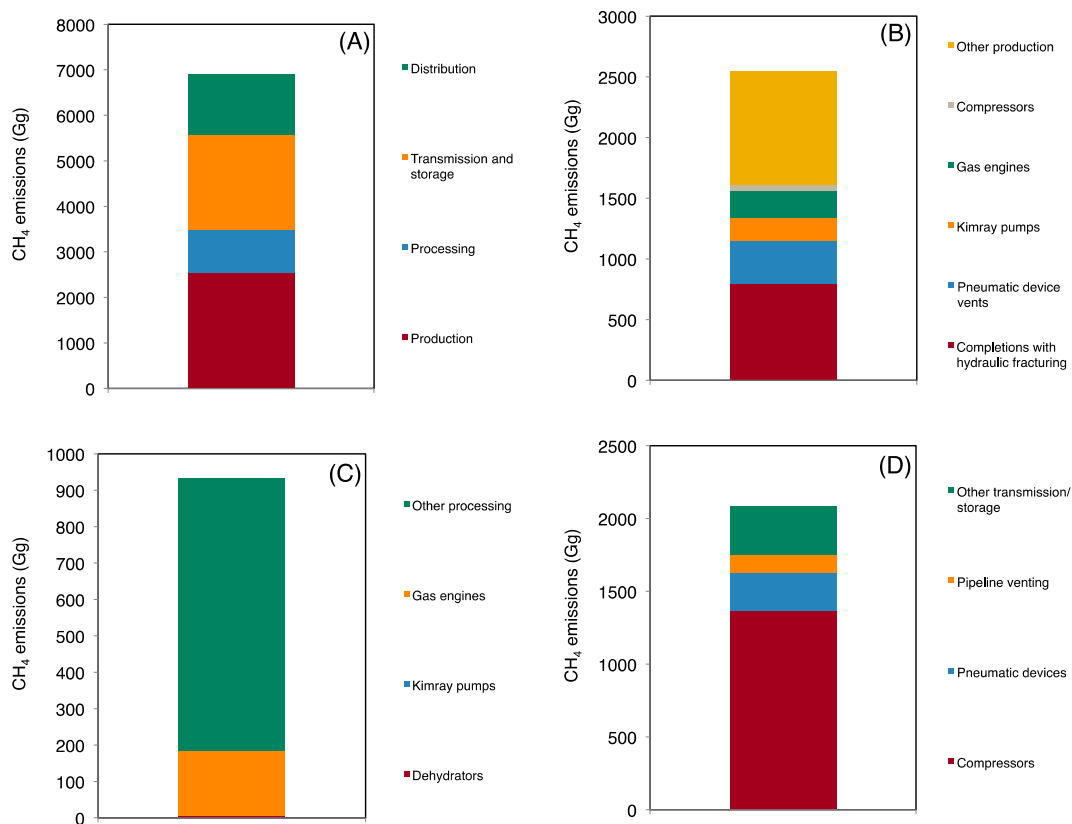 (A)
CH₄ emissions (Gg)
8000
7000
6000
5000
4000
3000
2000
1000
0
Distribution
Transmission and
storage
Processing
Production
(B)
CH₄ emissions (Gg)
3000
2500
2000
1500
1000
500
0
Other production
Compressors
Gas engines
Kimray pumps
Pneumatic device
vents
Completions with
hydraulic fracturing
(C)
CH₄ emissions (Gg)
1000
900
800
700
600
500
400
300
200
100
0
Other processing
Gas engines
Kimray pumps
Dehydrators
(D)
CH₄ emissions (Gg)
2500
2000
1500
1000
500
0
Other transmission/
storage
Pipeline venting
Pneumatic devices
Compressors